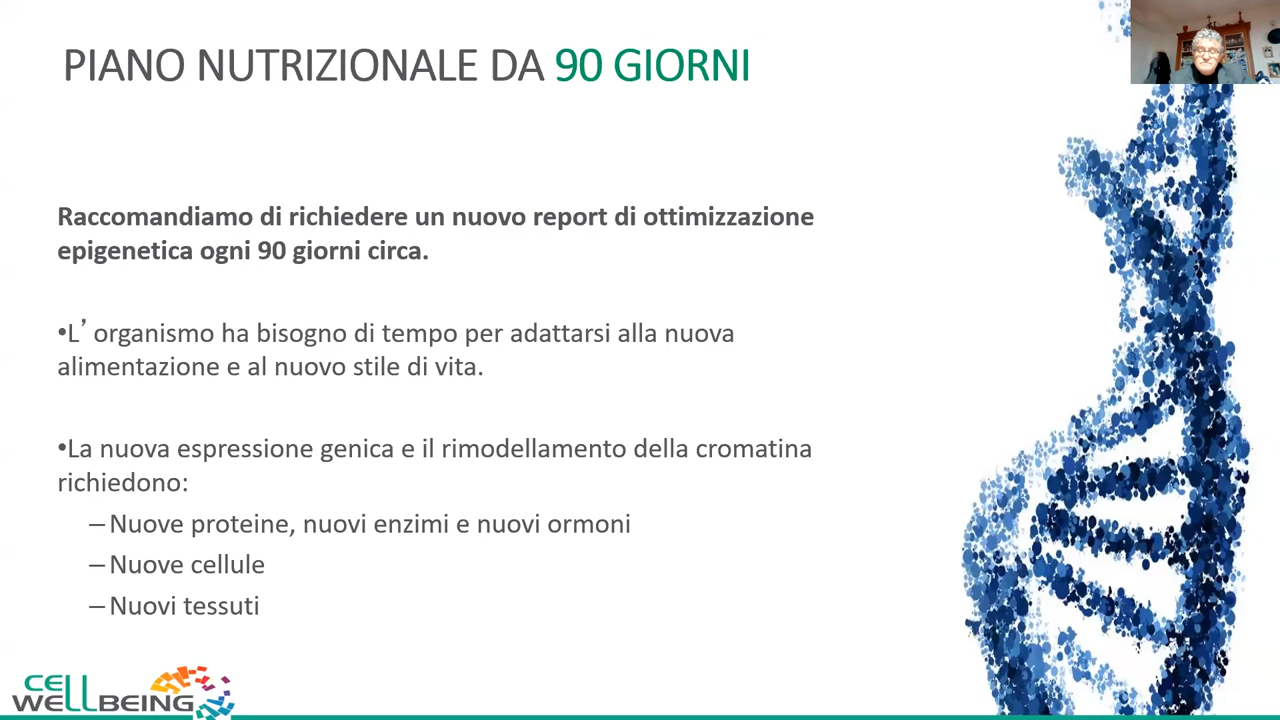 PIANO NUTRIZIONALE DA 90 GIORNI
Raccomandiamo di richiedere un nuovo report di ottimizzazione
epigenetica ogni 90 giorni circa.
•L’ organismo ha bisogno di tempo per adattarsi alla nuova
alimentazione e al nuovo stile di vita.
•La nuova espressione genica e il rimodellamento della cromatina
richiedono:
–Nuove proteine, nuovi enzimi e nuovi ormoni
–Nuove cellule
–Nuovi tessuti
CELL
WELLBEING